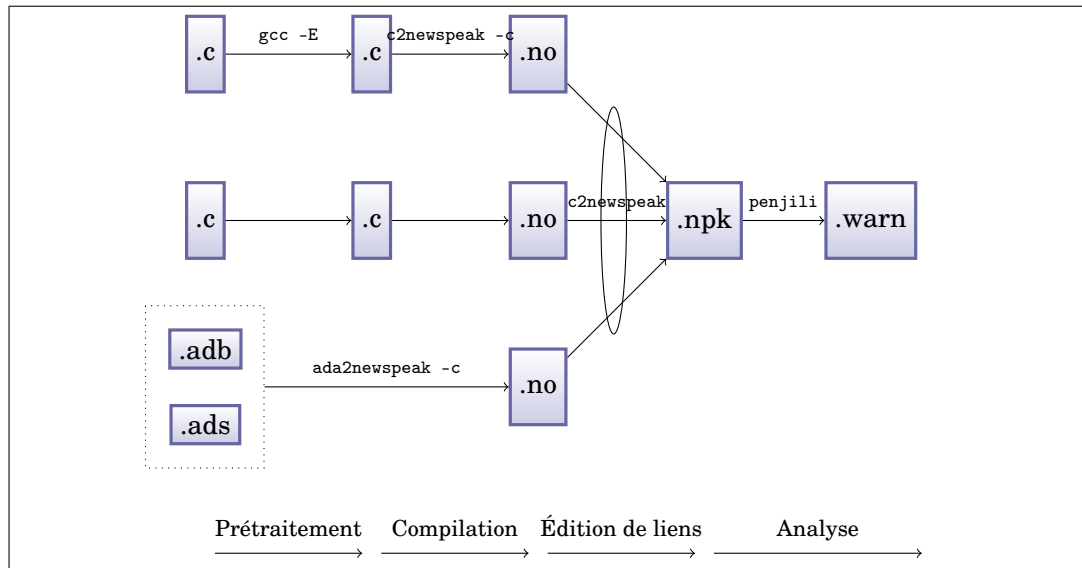 .c gcc -E .c c2newspeak -c .no
.c .c .no c2newspeak .npk penjili .warn
.adb
ada2newspeak -c .no
.ads
Prétraitement Compilation Édition de liens Analyse